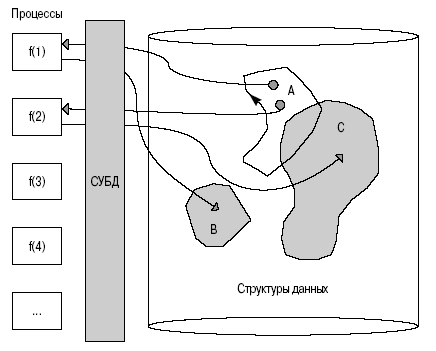 Процессы
f(1)
f(2)
f(3)
f(4)
...
СУБД
A
C
B
Структуры данных